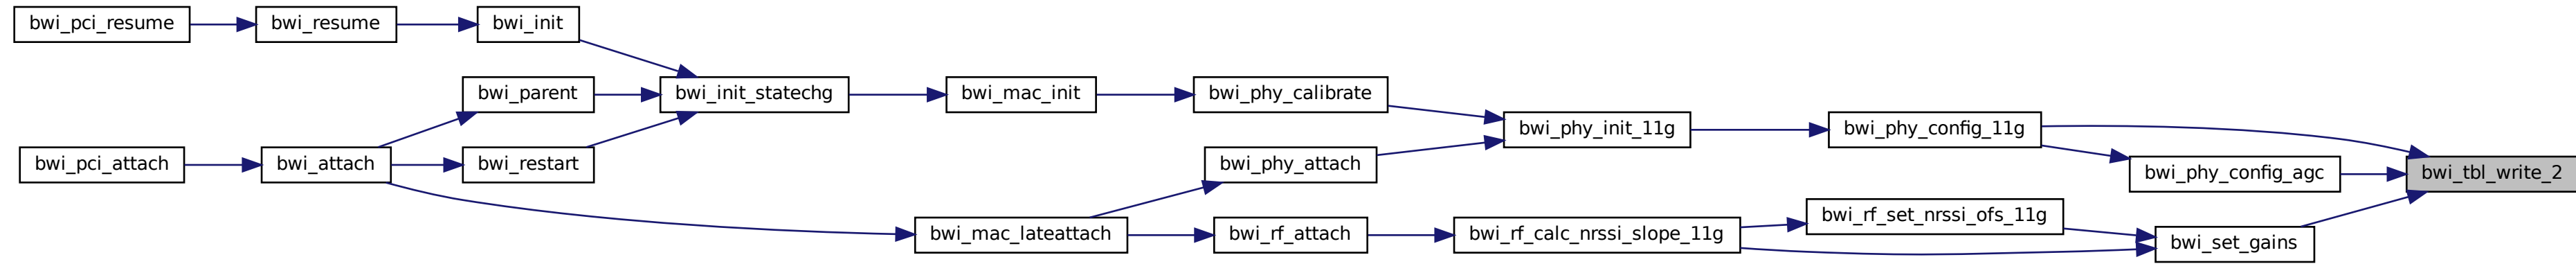 bwi_pci_resume
bwi_resume
bwi_init
bwi_parent
bwi_init_statechg
bwi_mac_init
bwi_phy_calibrate
bwi_phy_init_11g
bwi_phy_config_11g
bwi_pci_attach
bwi_attach
bwi_restart
bwi_phy_attach
bwi_phy_config_agc
bwi_tbl_write_2
bwi_mac_lateattach
bwi_rf_attach
bwi_rf_calc_nrssi_slope_11g
bwi_rf_set_nrssi_ofs_11g
bwi_set_gains